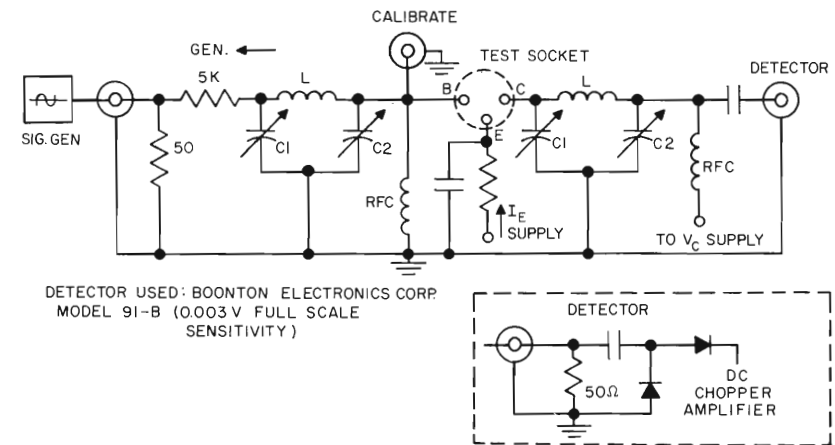 CALIBRATE
GEN.
TEST SOCKET
5K
L
B
C
L
DETECTOR
SIG. GEN
50
C1
C2
E
C1
C2
RFC
RFC
I_E
SUPPLY
TO V_C SUPPLY
DETECTOR USED: BOONTON ELECTRONICS CORP.
MODEL 91-B (0.003 V FULL SCALE
SENSITIVITY)
DETECTOR
50Ω
DC
CHOPPER
AMPLIFIER